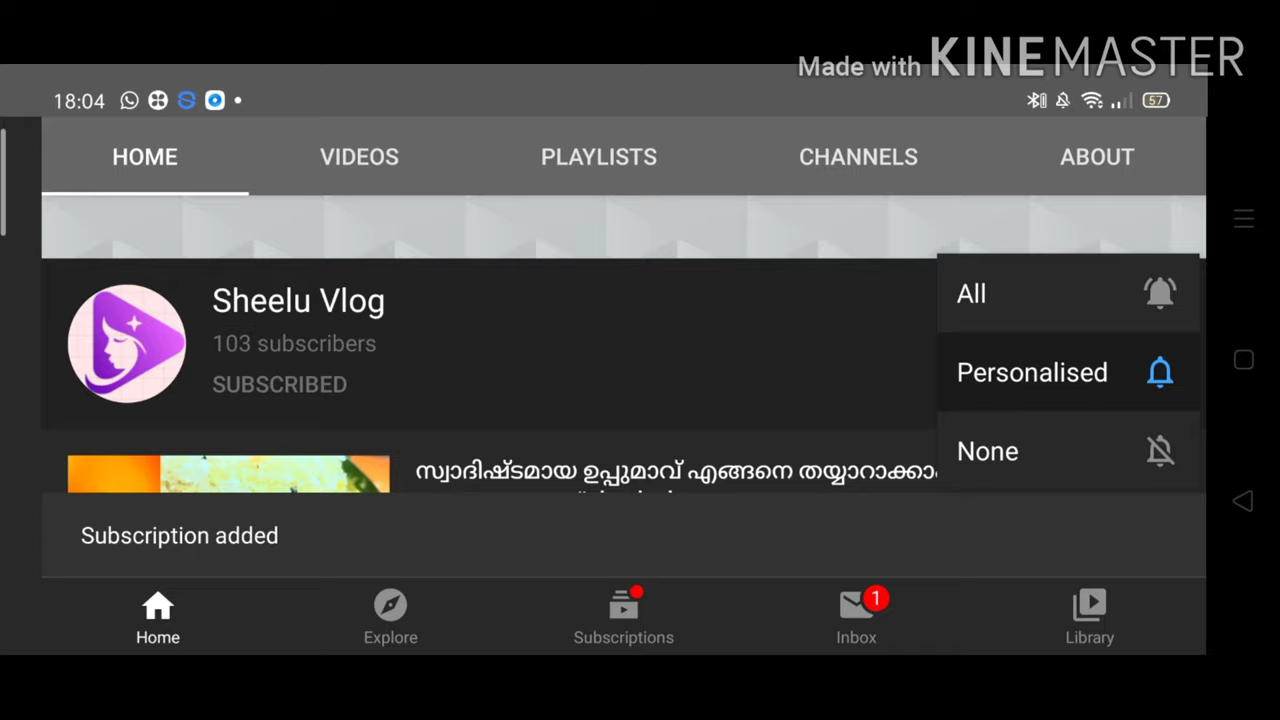 Made with KINEMASTER
18:04
57
HOME VIDEOS PLAYLISTS CHANNELS ABOUT
Sheelu Vlog
103 subscribers
SUBSCRIBED
All
Personalised
None
സ്വാദിഷ്ടമായ ഉപ്പുമാവ് എങ്ങനെ തയ്യാറാക്കാം
Subscription added
1
Home Explore Subscriptions Inbox Library